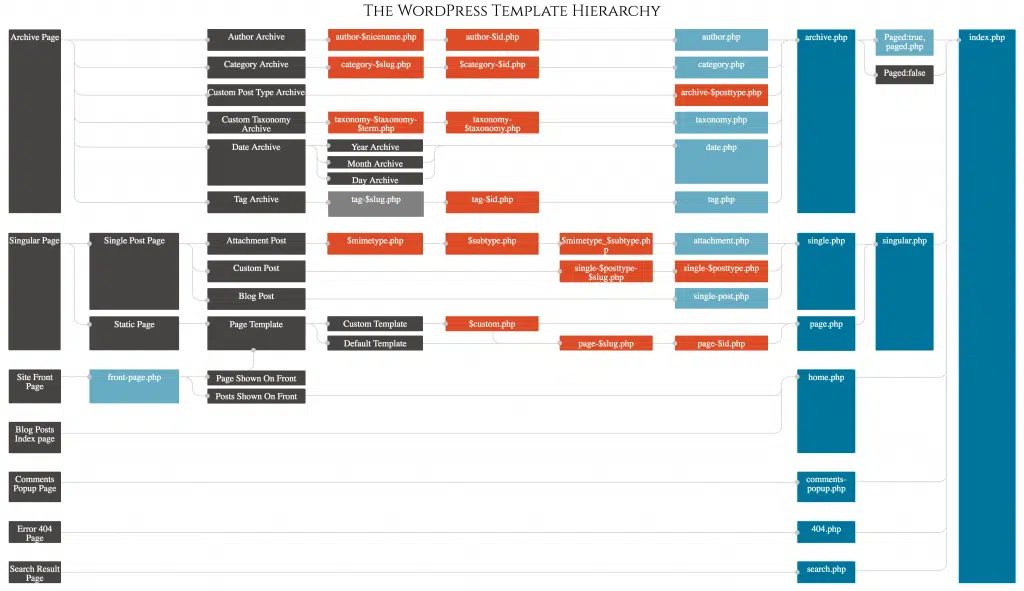 The WordPress Template Hierarchy
Archive Page
Author Archive
author-$nicename.php
author-$id.php
author.php
archive.php
Paged:true,
paged.php
index.php
Category Archive
category-$slug.php
$category-$id.php
category.php
Paged:false
Custom Post Type Archive
archive-$posttype.php
Custom Taxonomy
Archive
taxonomy-$taxonomy-
$term.php
taxonomy-
$taxonomy.php
taxonomy.php
Date Archive
Year Archive
Month Archive
Day Archive
date.php
Tag Archive
tag-$slug.php
tag-$id.php
tag.php
Singular Page
Single Post Page
Attachment Post
$mimetype.php
$subtype.php
$mimetype_$subtype.ph
p
attachment.php
single.php
singular.php
Custom Post
single-$posttype-
$slug.php
single-$posttype.php
Blog Post
single-post.php
Static Page
Page Template
Custom Template
$custom.php
page.php
Default Template
page-$slug.php
page-$id.php
Site Front
Page
front-page.php
Page Shown On Front
Posts Shown On Front
home.php
Blog Posts
Index page
Comments
Popup Page
comments-
popup.php
Error 404
Page
404.php
Search Result
Page
search.php